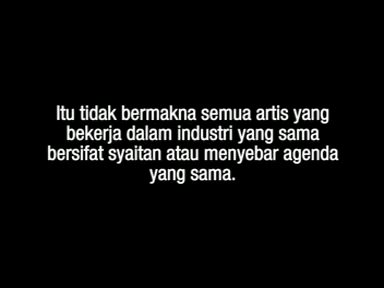 Itu tidak bermakna semua artis yang
bekerja dalam industri yang sama
bersifat syaitan atau menyebar agenda
yang sama.